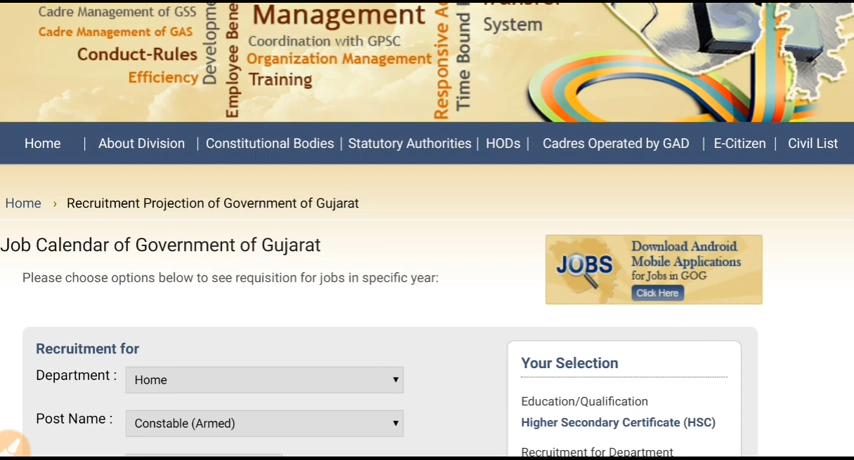 Cadre Management of GSS
Cadre Management of GAS
Conduct-Rules
Efficiency
Employee Bene
Management
Coordination with GPSC
Organization Management
Training
Time Bound
System
Home | About Division | Constitutional Bodies | Statutory Authorities | HODs | Cadres Operated by GAD | E-Citizen | Civil List
Home › Recruitment Projection of Government of Gujarat
Job Calendar of Government of Gujarat
Please choose options below to see requisition for jobs in specific year:
JOBS
Download Android
Mobile Applications
for Jobs in GOG
Click Here
Recruitment for
Department : Home
Post Name : Constable (Armed)
Your Selection
Education/Qualification
Higher Secondary Certificate (HSC)
Recruitment for Department